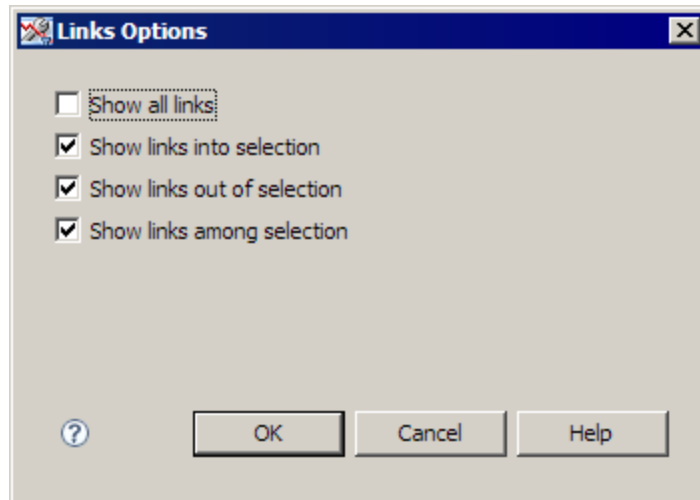 Links Options
Show all links
Show links into selection
Show links out of selection
Show links among selection
? OK Cancel Help